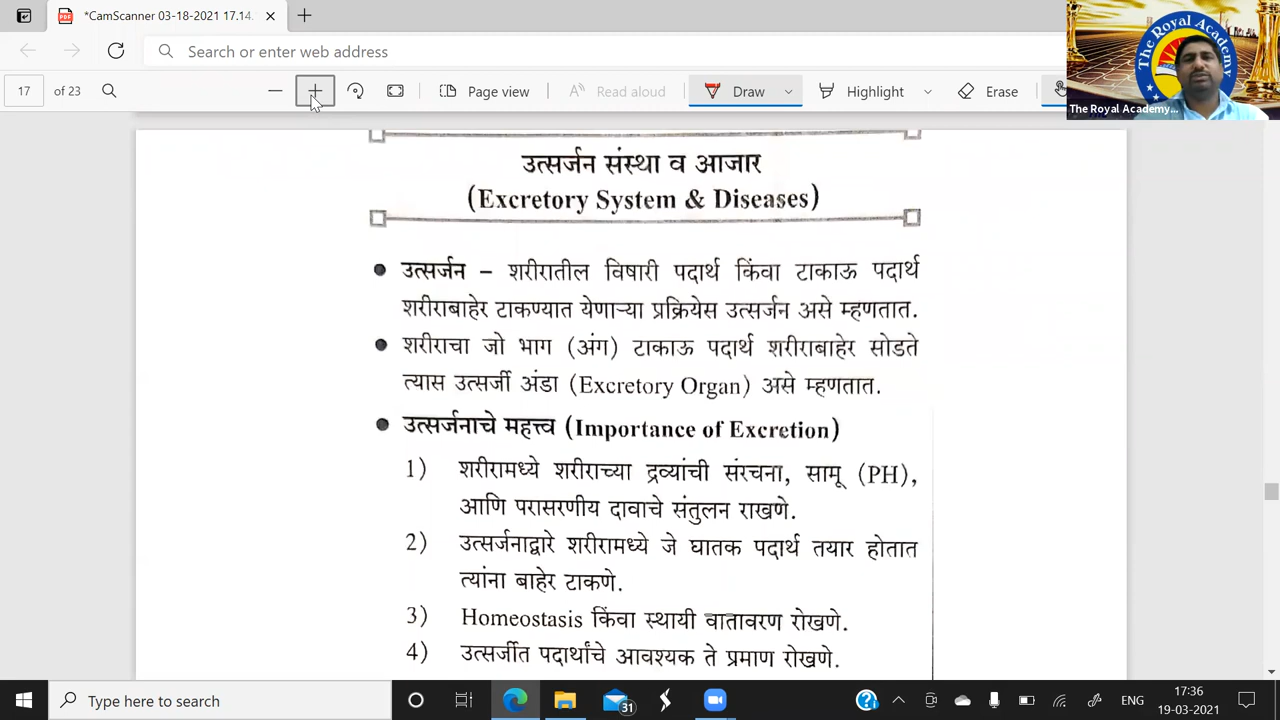 *CamScanner 03-18-2021 17.14.
Search or enter web address
17 of 23
Page view
Read aloud
Draw
Highlight
Erase
The Royal Academy
The Royal Academy...
उत्सर्जन संस्था व आजार
(Excretory System & Diseases)
उत्सर्जन – शरीरातील विषारी पदार्थ किंवा टाकाऊ पदार्थ
शरीराबाहेर टाकण्यात येणाऱ्या प्रक्रियेस उत्सर्जन असे म्हणतात.
शरीराचा जो भाग (अंग) टाकाऊ पदार्थ शरीराबाहेर सोडते
त्यास उत्सर्जी अंडा (Excretory Organ) असे म्हणतात.
उत्सर्जनाचे महत्त्व (Importance of Excretion)
1) शरीरामध्ये शरीराच्या द्रव्यांची संरचना, सामू (PH),
आणि परासरणीय दावाचे संतुलन राखणे.
2) उत्सर्जनाद्वारे शरीरामध्ये जे घातक पदार्थ तयार होतात
त्यांना बाहेर टाकणे.
3) Homeostasis किंवा स्थायी वातावरण रोखणे.
4) उत्सर्जीत पदार्थांचे आवश्यक ते प्रमाण रोखणे.
Type here to search
31
ENG
17:36
19-03-2021